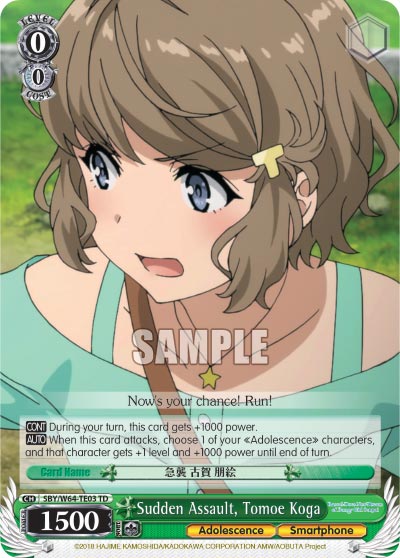 LEVEL
0
0
COST
SAMPLE
Now's your chance! Run!
CONT During your turn, this card gets +1000 power.
AUTO When this card attacks, choose 1 of your «Adolescence» characters,
and that character gets +1 level and +1000 power until end of turn.
Card Name 急襲 古賀 朋絵
CH SBY/W64-TE03 TD
Sudden Assault, Tomoe Koga
1500
POWER
Adolescence Smartphone
©2018 HAJIME KAMOSHIDA/KADOKAWA CORPORATION AMW/AOBUTA Project